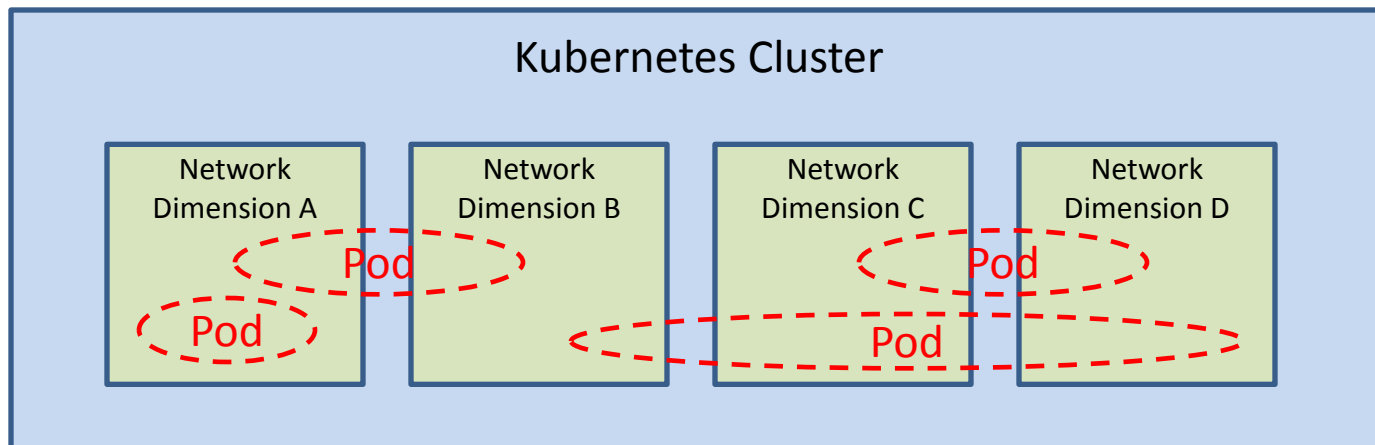 Kubernetes Cluster
Network
Dimension A
Network
Dimension B
Network
Dimension C
Network
Dimension D
Pod
Pod
Pod
Pod